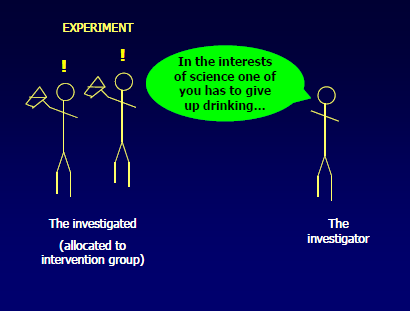 EXPERIMENT
!
!
In the interests
of science one of
you has to give
up drinking...
The investigated
(allocated to
intervention group)
The
investigator